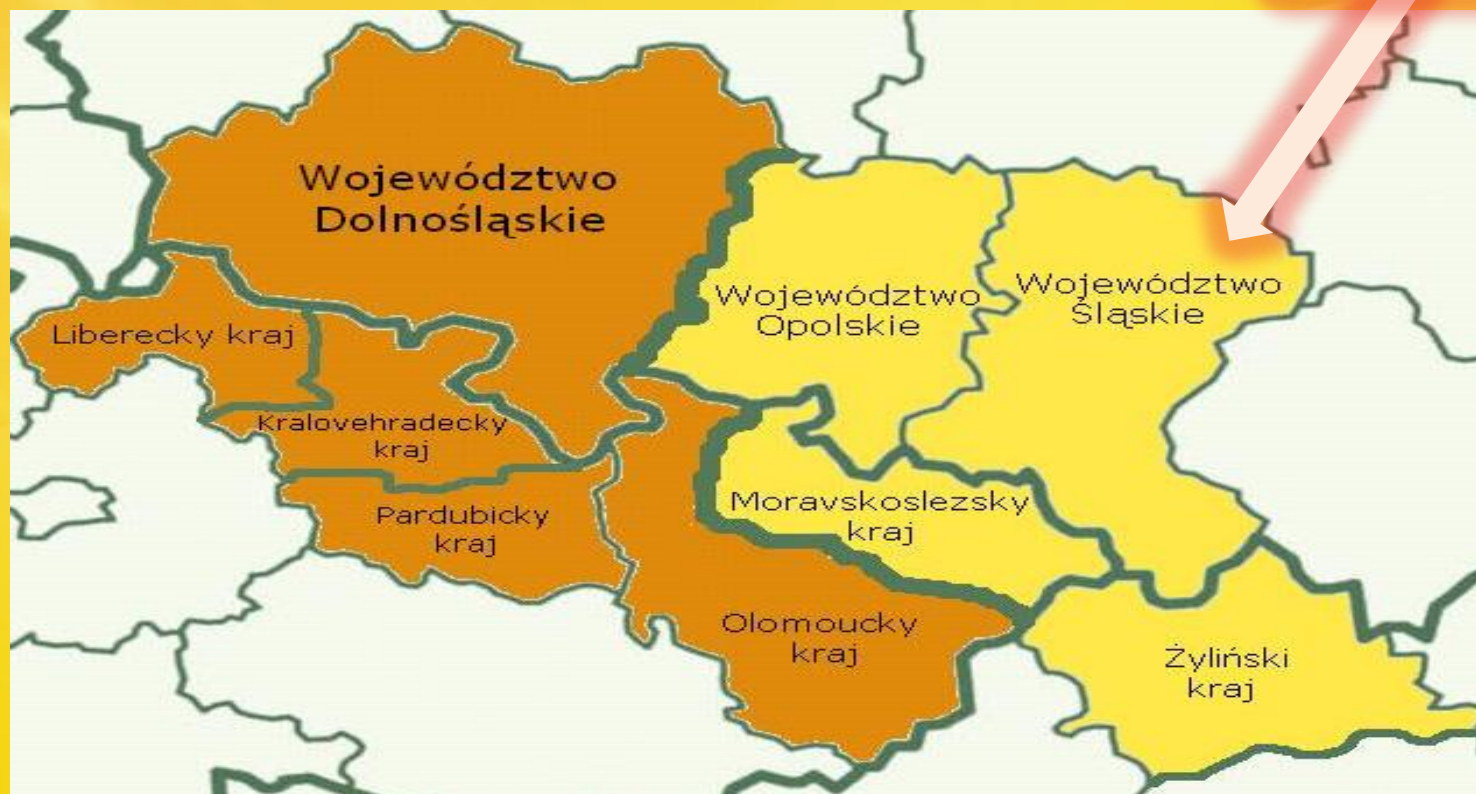 Województwo
Dolnośląskie
Województwo
Opolskie
Województwo
Śląskie
Liberecky kraj
Kralovehradecky
kraj
Pardubicky
kraj
Moravskoslezsky
kraj
Olomoucky
kraj
Żyliński
kraj